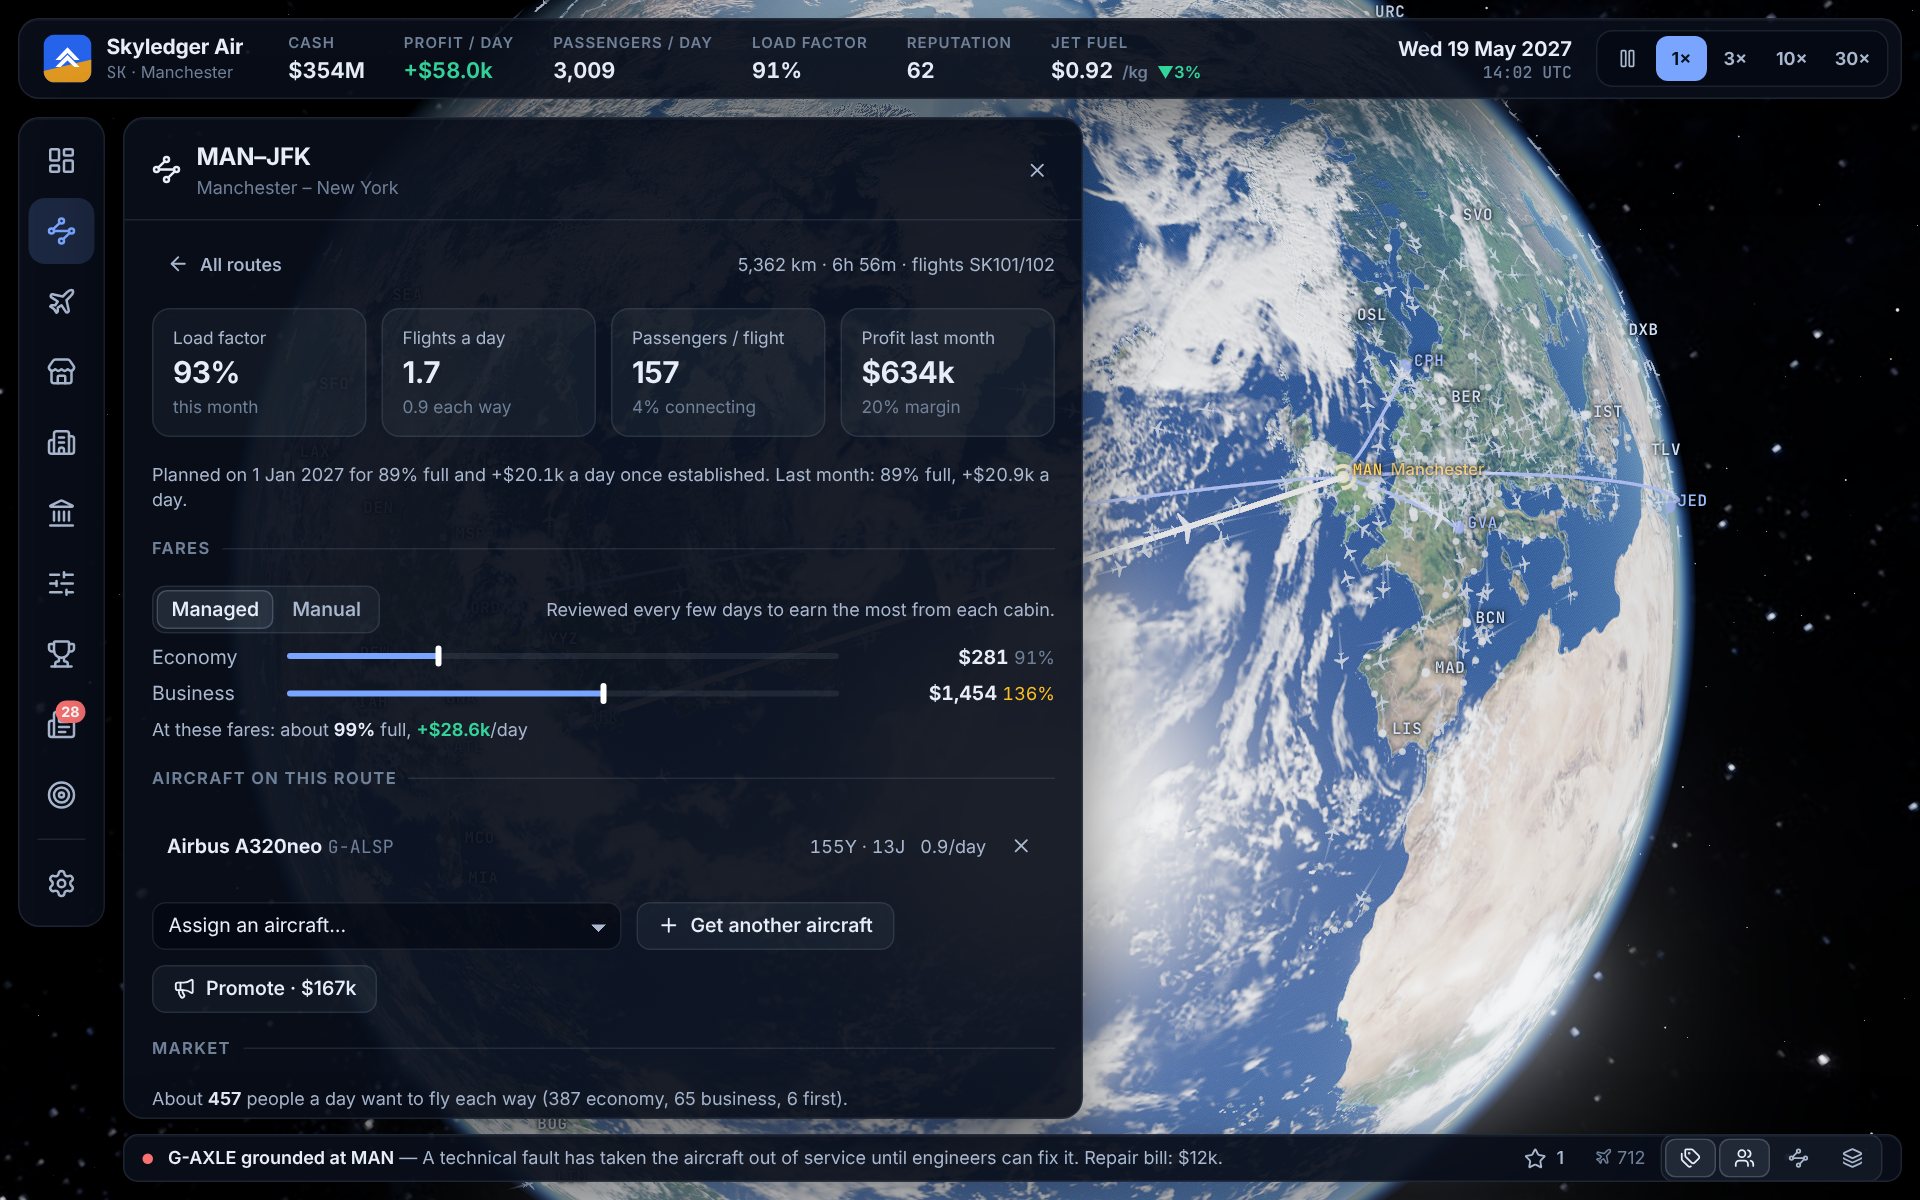 URC
Skyledger Air
SK · Manchester
CASH
$354M
PROFIT / DAY
+$58.0k
PASSENGERS / DAY
3,009
LOAD FACTOR
91%
REPUTATION
62
JET FUEL
$0.92 /kg ▼3%
Wed 19 May 2027
14:02 UTC
1×
3×
10×
30×
MAN–JFK
Manchester – New York
All routes
5,362 km · 6h 56m · flights SK101/102
Load factor
93%
this month
Flights a day
1.7
0.9 each way
Passengers / flight
157
4% connecting
Profit last month
$634k
20% margin
Planned on 1 Jan 2027 for 89% full and +$20.1k a day once established. Last month: 89% full, +$20.9k a
day.
FARES
Managed
Manual
Reviewed every few days to earn the most from each cabin.
Economy
$281 91%
Business
$1,454 136%
At these fares: about 99% full, +$28.6k/day
AIRCRAFT ON THIS ROUTE
Airbus A320neo G-ALSP
155Y · 13J 0.9/day
Assign an aircraft...
Get another aircraft
Promote · $167k
MARKET
About 457 people a day want to fly each way (387 economy, 65 business, 6 first).
28
SEA
SFO
LAX
DEN
YYZ
MCO
MIA
BOG
SVO
OSL
DXB
CPH
BER
IST
TLV
MAN Manchester
JED
GVA
BCN
MAD
LIS
G-AXLE grounded at MAN — A technical fault has taken the aircraft out of service until engineers can fix it. Repair bill: $12k.
1
712